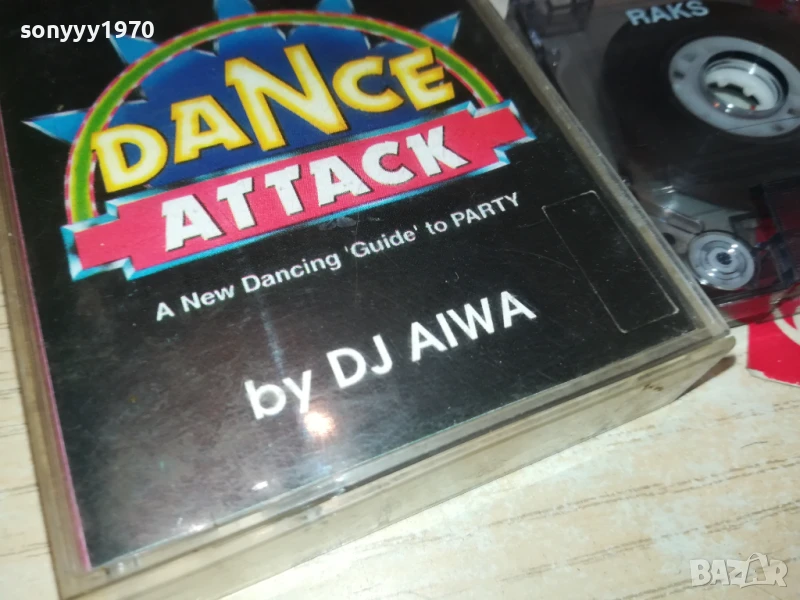 sonyyy1970
DANCE
ATTACK
A New Dancing 'Guide' to PARTY
by DJ AIWA
RAKS
BAZAR